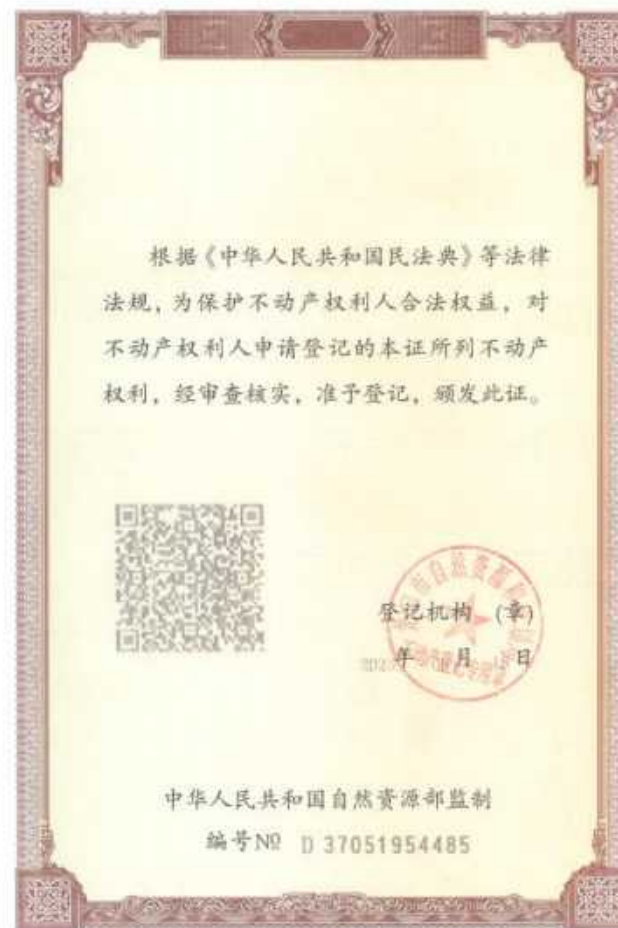 根据《中华人民共和国民法典》等法律
法规，为保护不动产权利人合法权益，对
不动产权利人申请登记的本证所列不动产
权利，经审查核实，准予登记，颁发此证。
登记机构 (章)
年 月 日
中华人民共和国自然资源部监制
编号№ D 37051954485